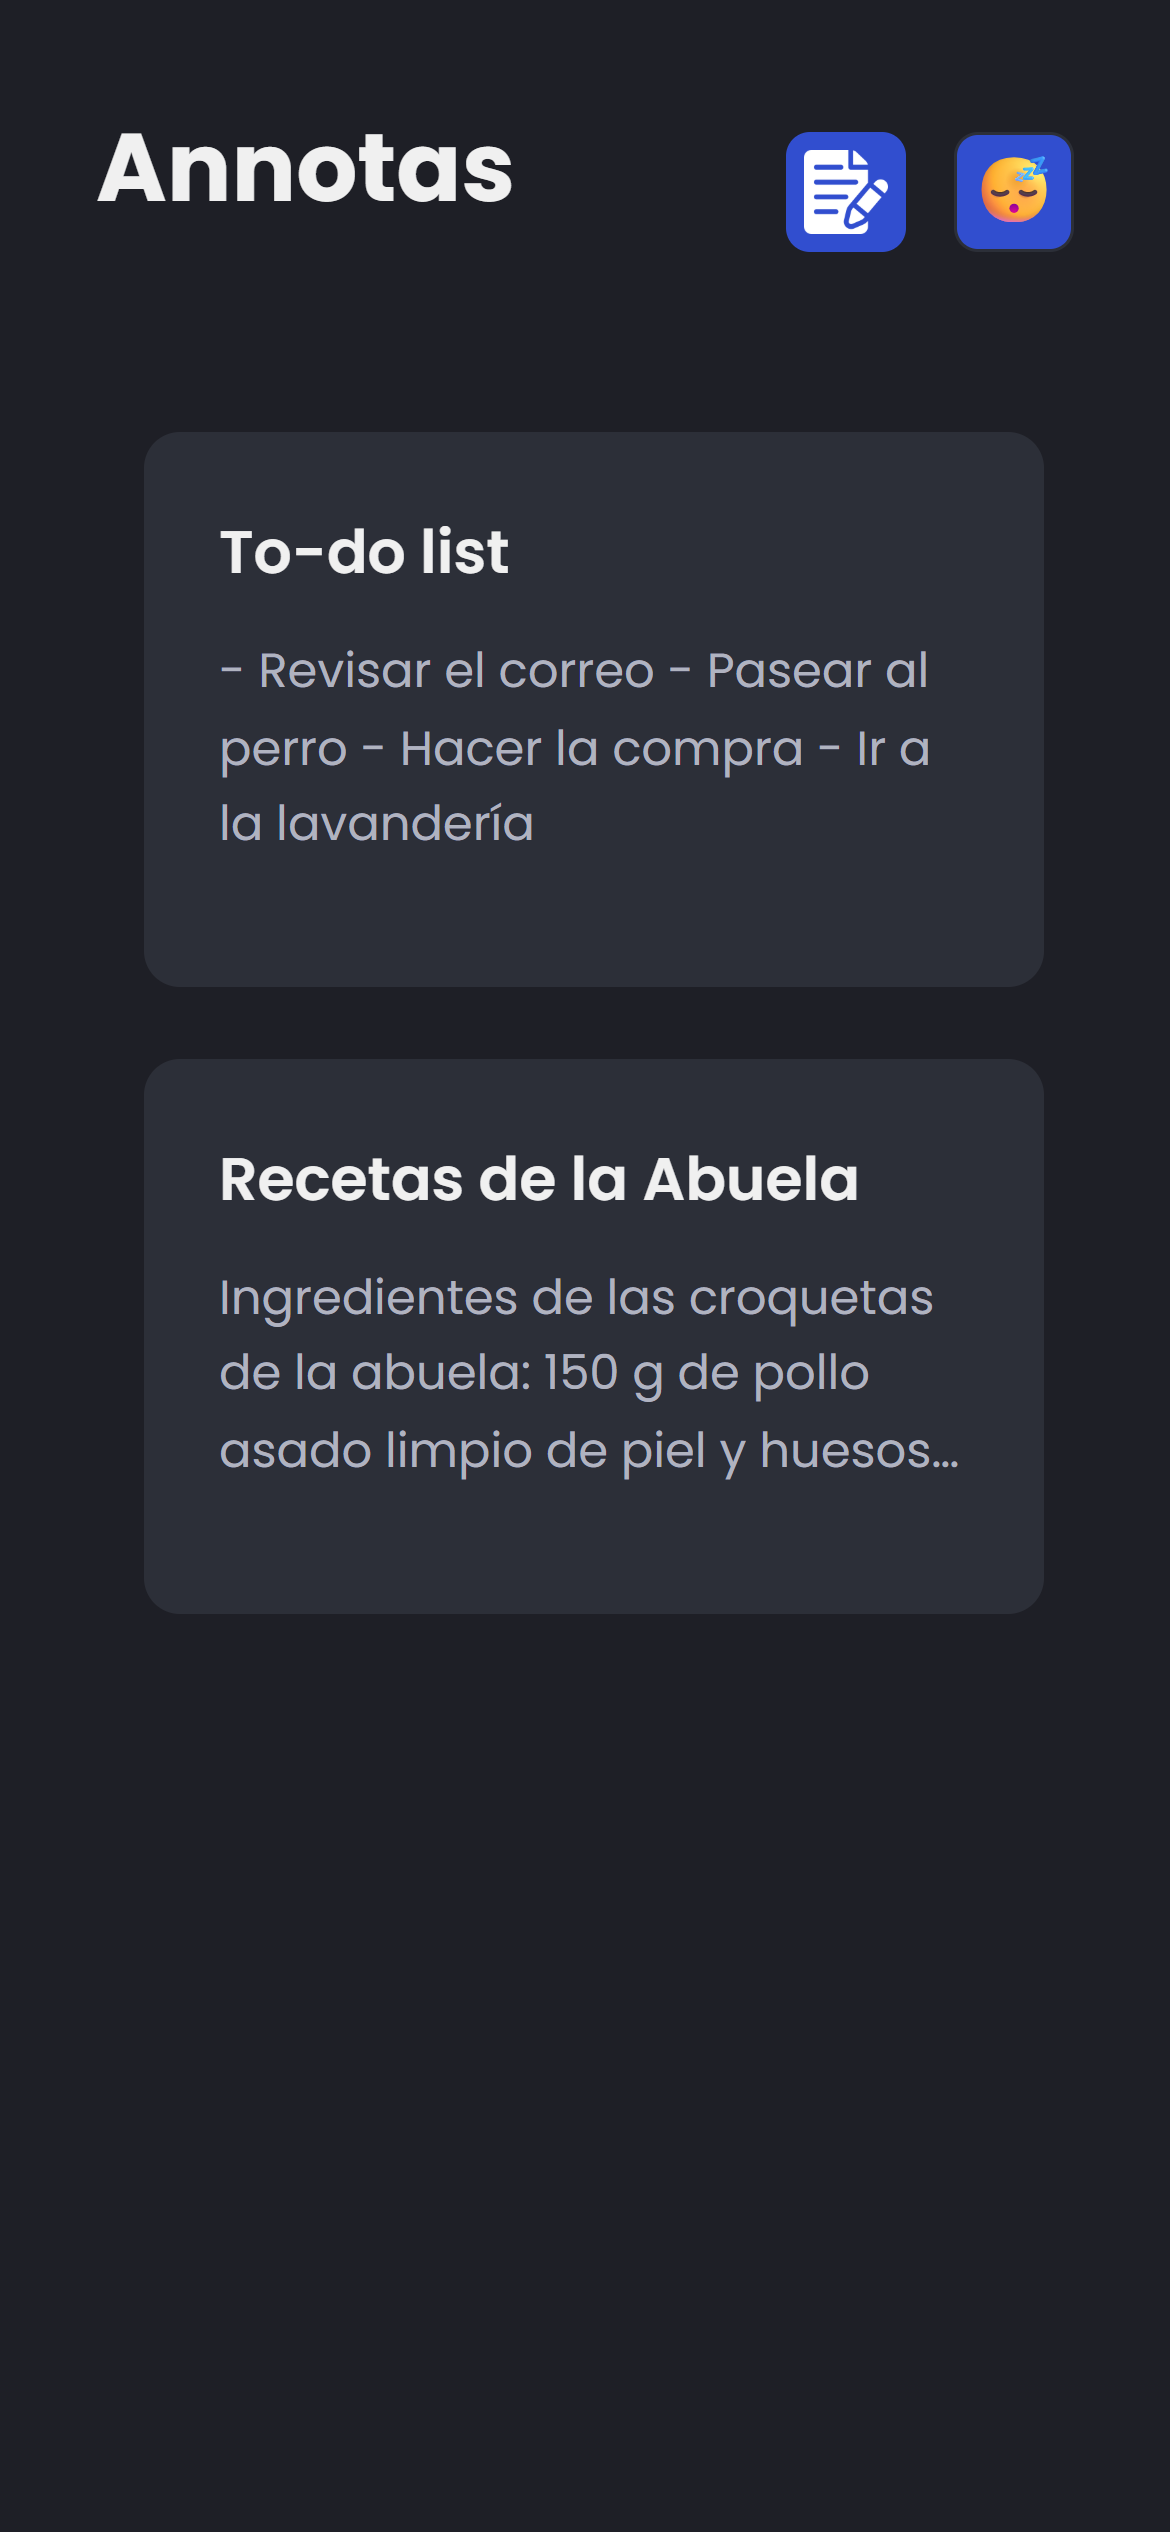 Annotas
To-do list
- Revisar el correo - Pasear al
perro - Hacer la compra - Ir a
la lavandería
Recetas de la Abuela
Ingredientes de las croquetas
de la abuela: 150 g de pollo
asado limpio de piel y huesos...